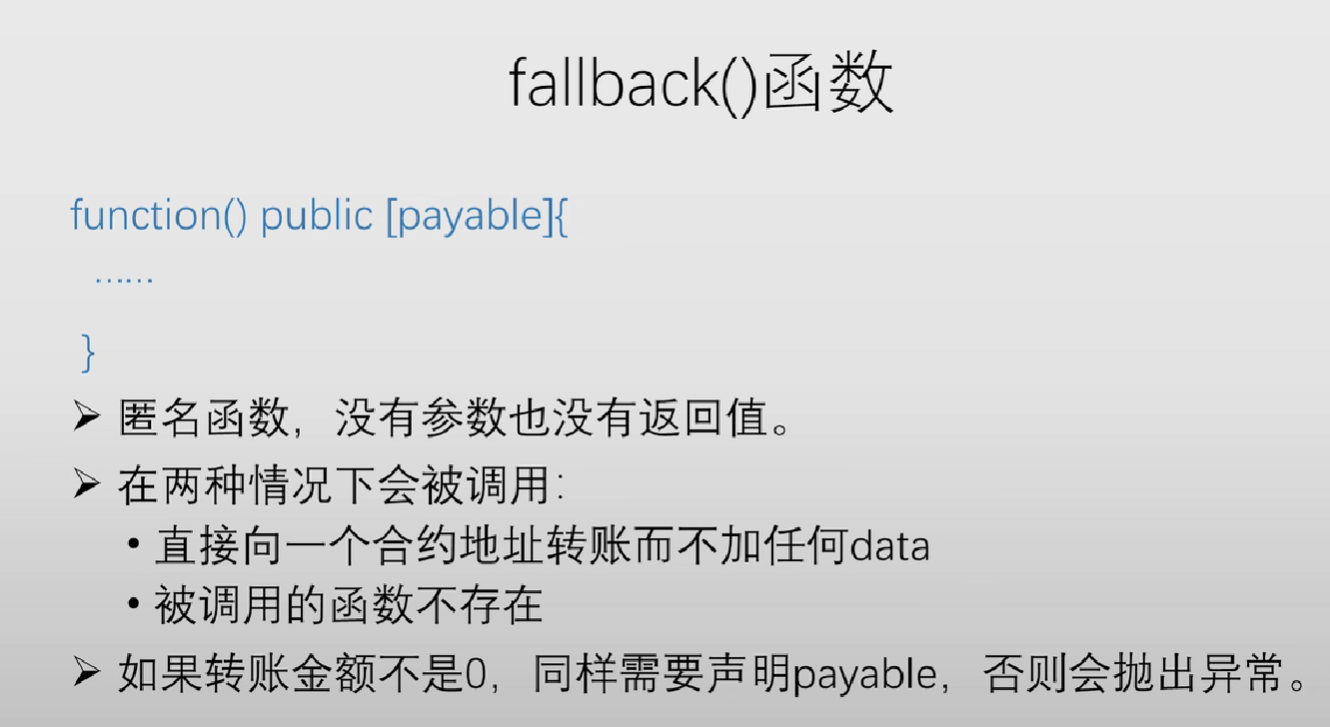 fallback()函数
function() public [payable]{
……
}
➢ 匿名函数，没有参数也没有返回值。
➢ 在两种情况下会被调用：
• 直接向一个合约地址转账而不加任何data
• 被调用的函数不存在
➢ 如果转账金额不是0，同样需要声明payable，否则会抛出异常。